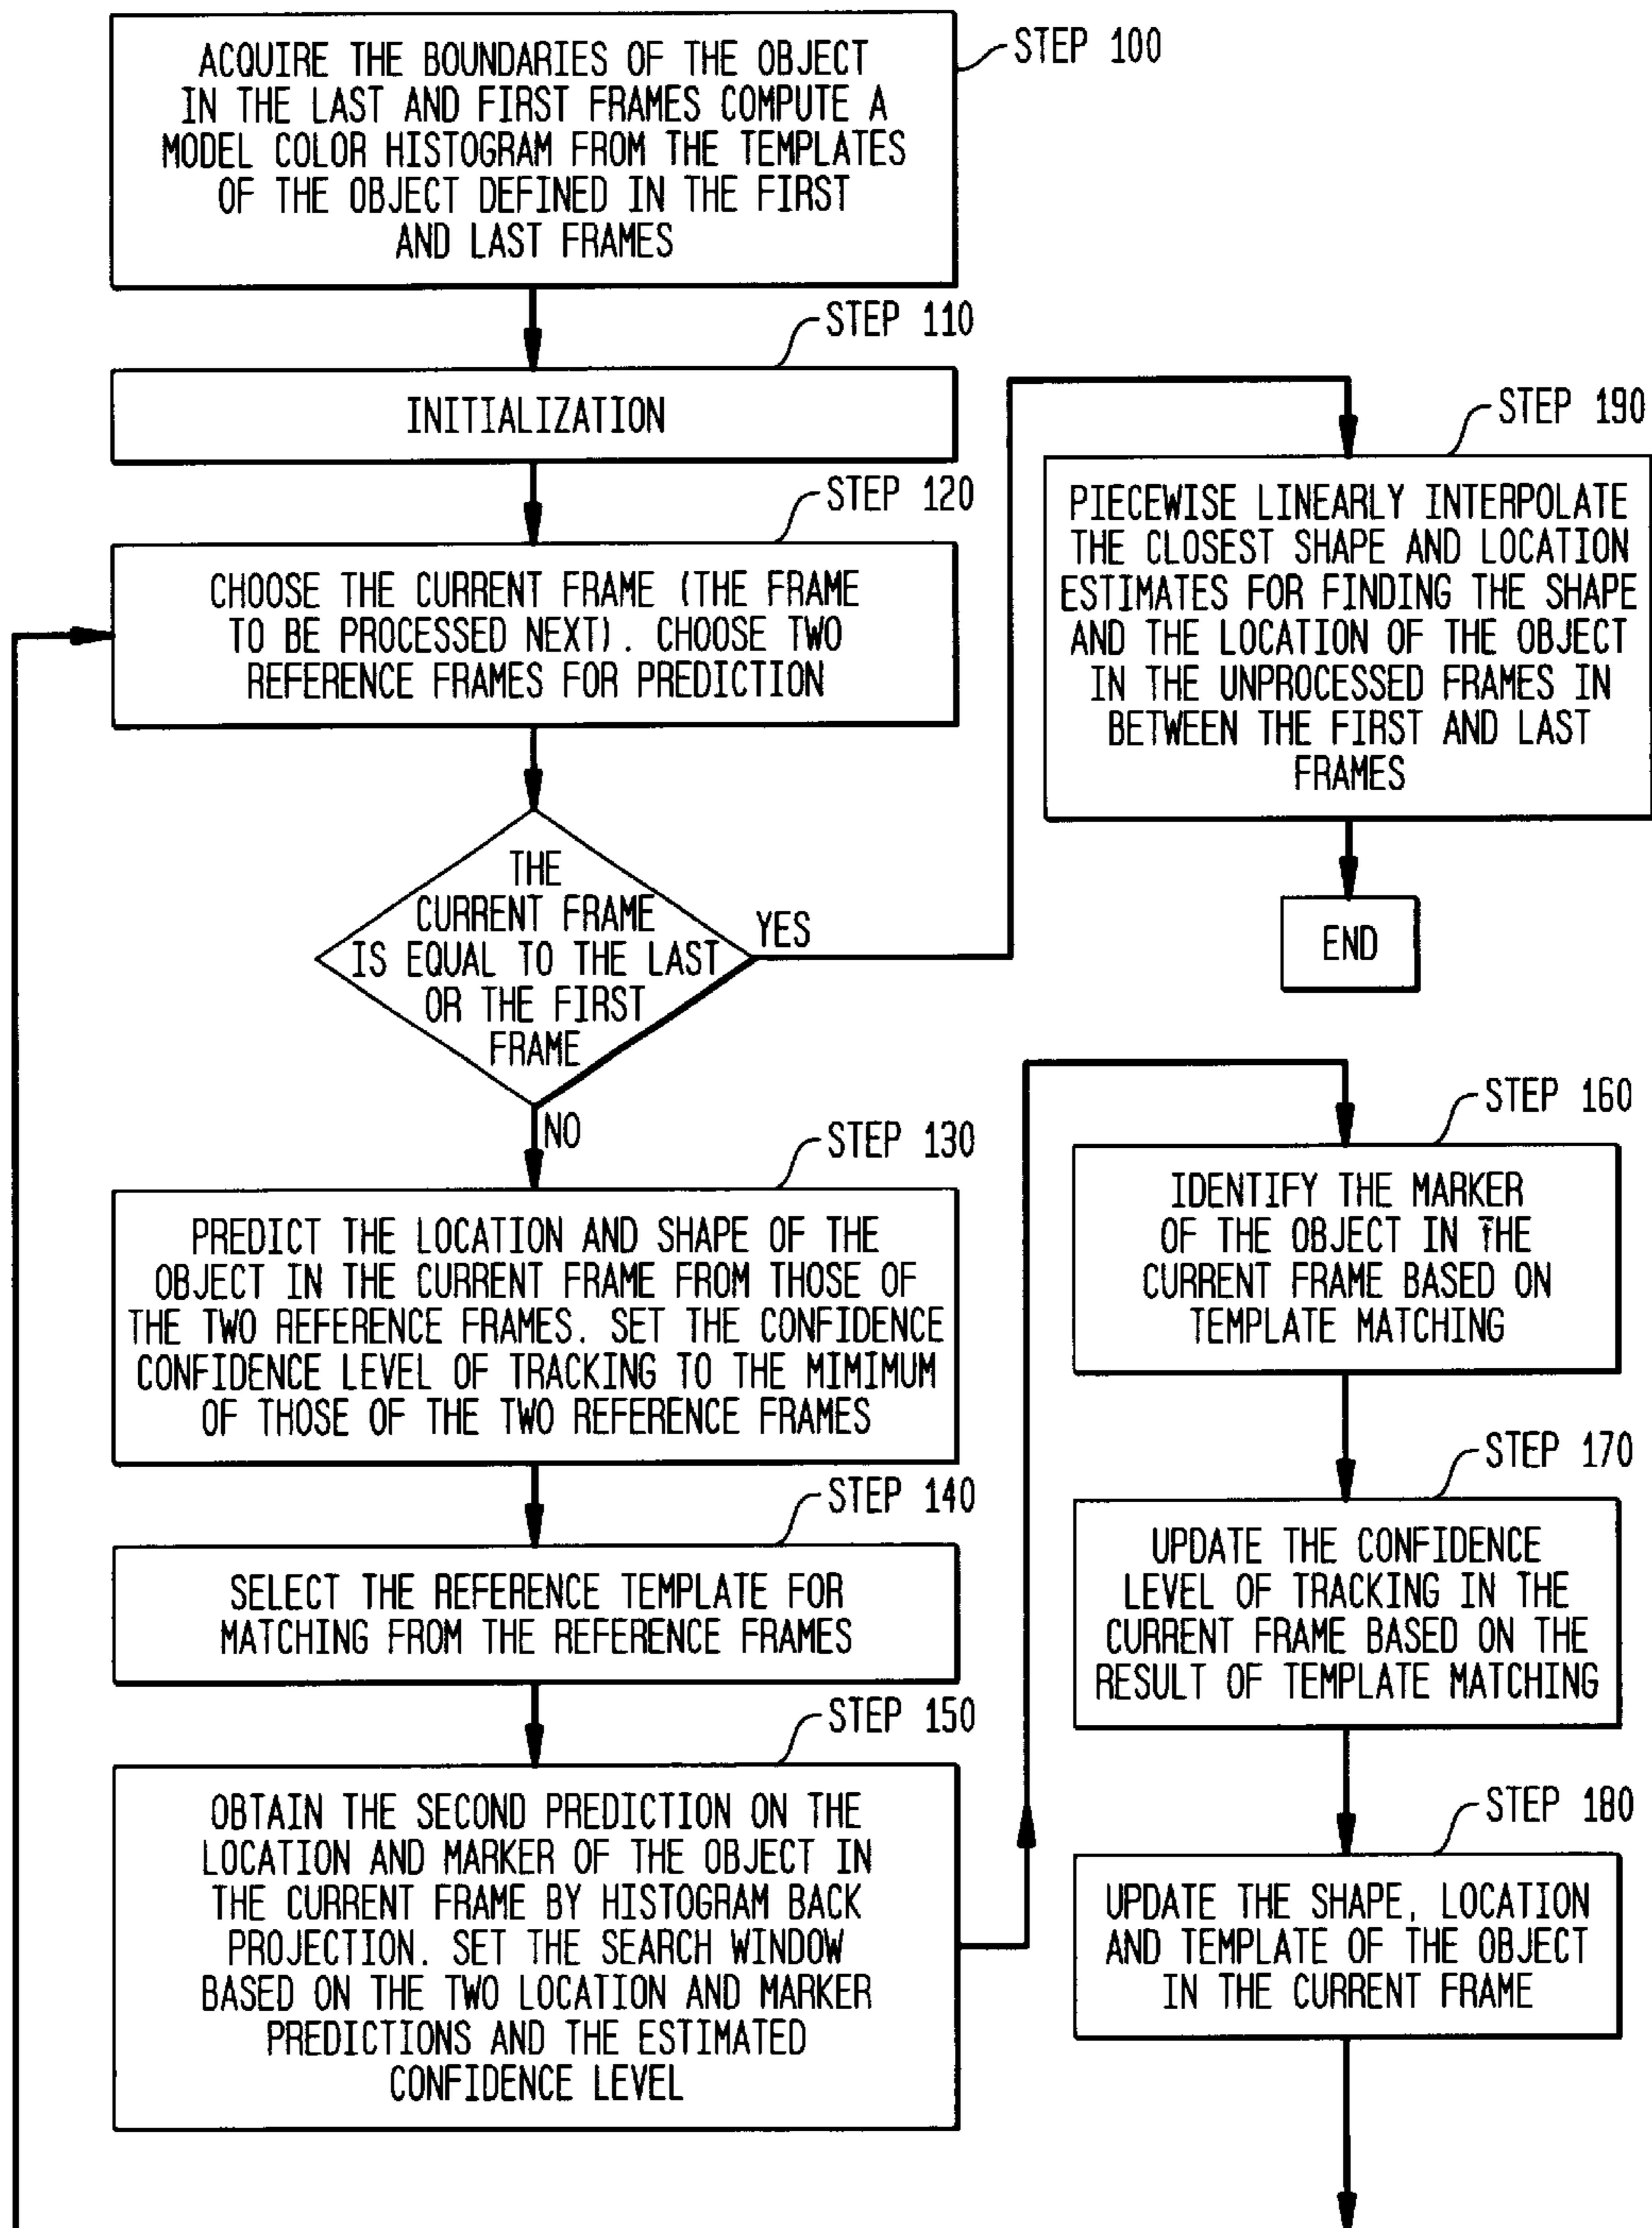 STEP 100
ACQUIRE THE BOUNDARIES OF THE OBJECT
IN THE LAST AND FIRST FRAMES COMPUTE A
MODEL COLOR HISTOGRAM FROM THE TEMPLATES
OF THE OBJECT DEFINED IN THE FIRST
AND LAST FRAMES
STEP 110
INITIALIZATION
STEP 120
CHOOSE THE CURRENT FRAME (THE FRAME
TO BE PROCESSED NEXT). CHOOSE TWO
REFERENCE FRAMES FOR PREDICTION
THE
CURRENT FRAME
IS EQUAL TO THE LAST
OR THE FIRST
FRAME
YES
NO
STEP 130
PREDICT THE LOCATION AND SHAPE OF THE
OBJECT IN THE CURRENT FRAME FROM THOSE OF
THE TWO REFERENCE FRAMES. SET THE CONFIDENCE
CONFIDENCE LEVEL OF TRACKING TO THE MIMIMUM
OF THOSE OF THE TWO REFERENCE FRAMES
STEP 140
SELECT THE REFERENCE TEMPLATE FOR
MATCHING FROM THE REFERENCE FRAMES
STEP 150
OBTAIN THE SECOND PREDICTION ON THE
LOCATION AND MARKER OF THE OBJECT IN
THE CURRENT FRAME BY HISTOGRAM BACK
PROJECTION. SET THE SEARCH WINDOW
BASED ON THE TWO LOCATION AND MARKER
PREDICTIONS AND THE ESTIMATED
CONFIDENCE LEVEL
STEP 160
IDENTIFY THE MARKER
OF THE OBJECT IN THE
CURRENT FRAME BASED ON
TEMPLATE MATCHING
STEP 170
UPDATE THE CONFIDENCE
LEVEL OF TRACKING IN THE
CURRENT FRAME BASED ON THE
RESULT OF TEMPLATE MATCHING
STEP 180
UPDATE THE SHAPE, LOCATION
AND TEMPLATE OF THE OBJECT
IN THE CURRENT FRAME
STEP 190
PIECEWISE LINEARLY INTERPOLATE
THE CLOSEST SHAPE AND LOCATION
ESTIMATES FOR FINDING THE SHAPE
AND THE LOCATION OF THE OBJECT
IN THE UNPROCESSED FRAMES IN
BETWEEN THE FIRST AND LAST
FRAMES
END